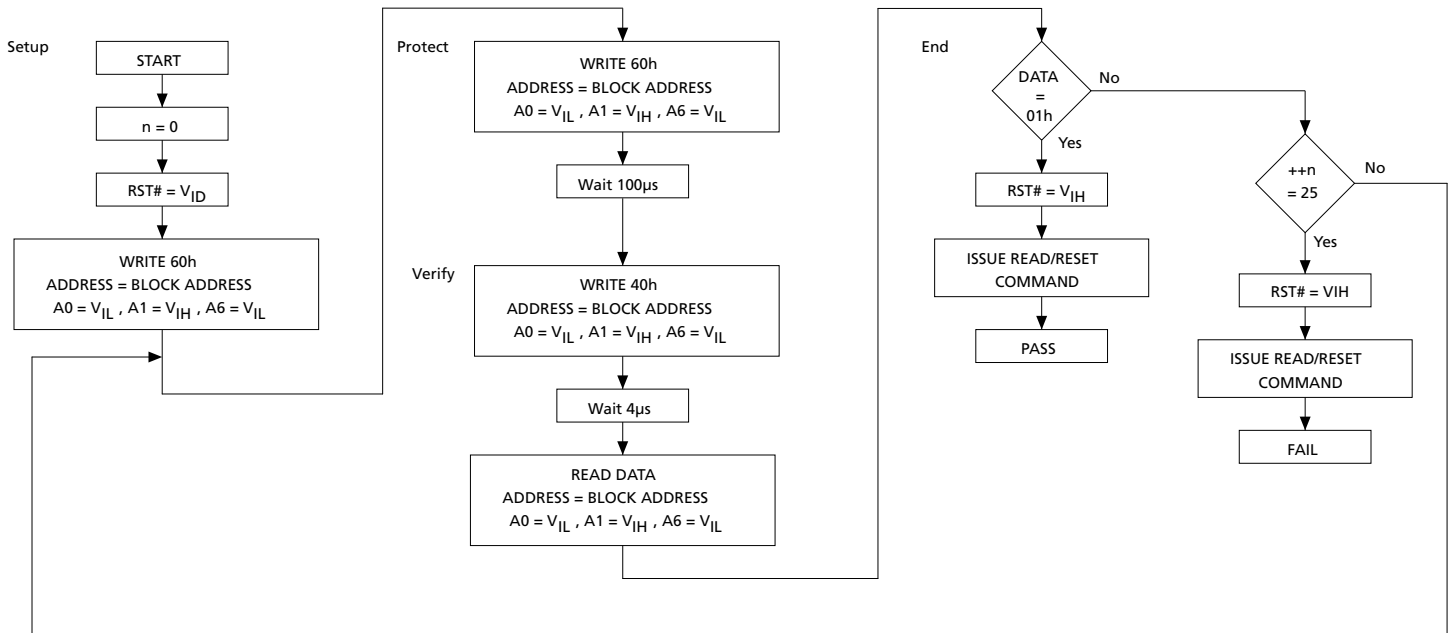 Setup
START
n = 0
RST# = VID
WRITE 60h
ADDRESS = BLOCK ADDRESS
A0 = VIL , A1 = VIH , A6 = VIL
Protect
WRITE 60h
ADDRESS = BLOCK ADDRESS
A0 = VIL , A1 = VIH , A6 = VIL
Wait 100µs
Verify
WRITE 40h
ADDRESS = BLOCK ADDRESS
A0 = VIL , A1 = VIH , A6 = VIL
Wait 4µs
READ DATA
ADDRESS = BLOCK ADDRESS
A0 = VIL , A1 = VIH , A6 = VIL
End
DATA
=
01h
No
Yes
RST# = VIH
ISSUE READ/RESET
COMMAND
PASS
++n
= 25
No
Yes
RST# = VIH
ISSUE READ/RESET
COMMAND
FAIL